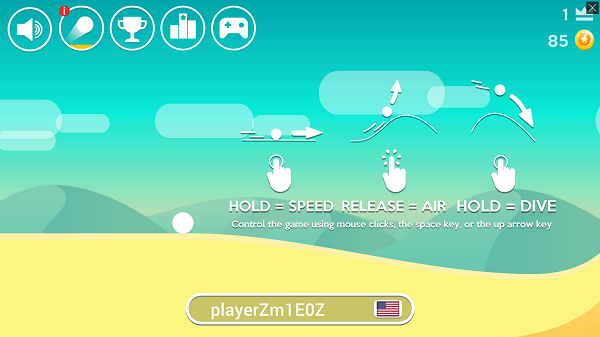 1
85
HOLD = SPEED RELEASE = AIR HOLD = DIVE
Control the game using mouse clicks, the space key, or the up arrow key
playerZm1E0Z